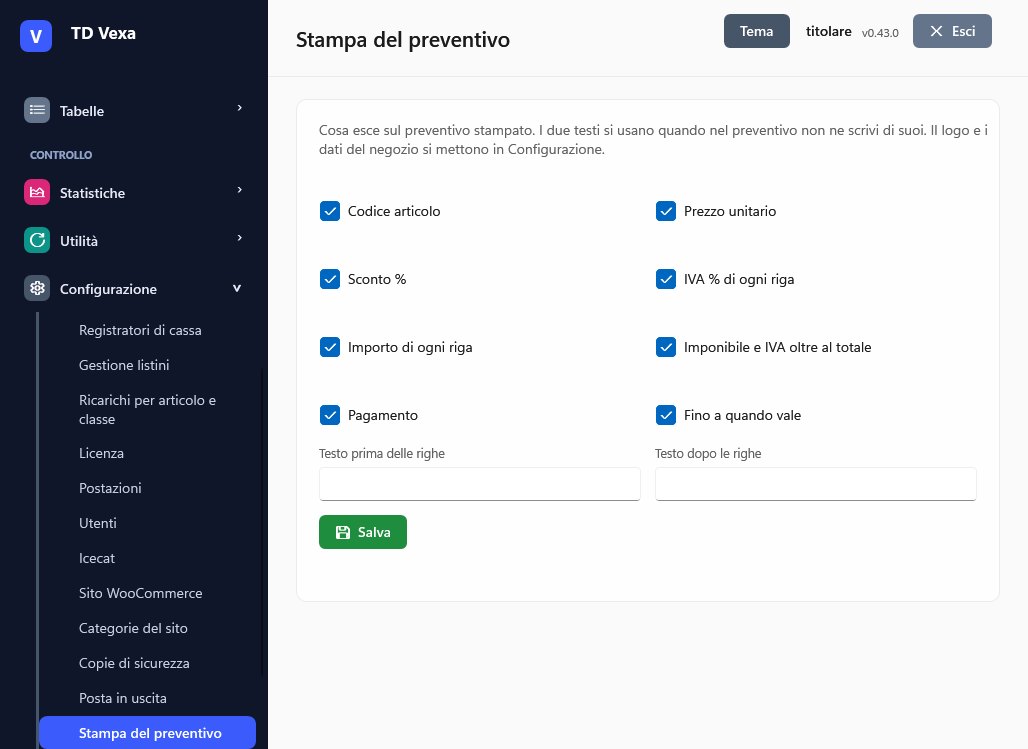 V
TD Vexa
Tabelle
CONTROLLO
Statistiche
Utilità
Configurazione
Registratori di cassa
Gestione listini
Ricarichi per articolo e
classe
Licenza
Postazioni
Utenti
Icecat
Sito WooCommerce
Categorie del sito
Copie di sicurezza
Posta in uscita
Stampa del preventivo
Stampa del preventivo
Tema
titolare
v0.43.0
Esci
Cosa esce sul preventivo stampato. I due testi si usano quando nel preventivo non ne scrivi di suoi. Il logo e i
dati del negozio si mettono in Configurazione.
Codice articolo
Prezzo unitario
Sconto %
IVA % di ogni riga
Importo di ogni riga
Imponibile e IVA oltre al totale
Pagamento
Fino a quando vale
Testo prima delle righe
Testo dopo le righe
Salva